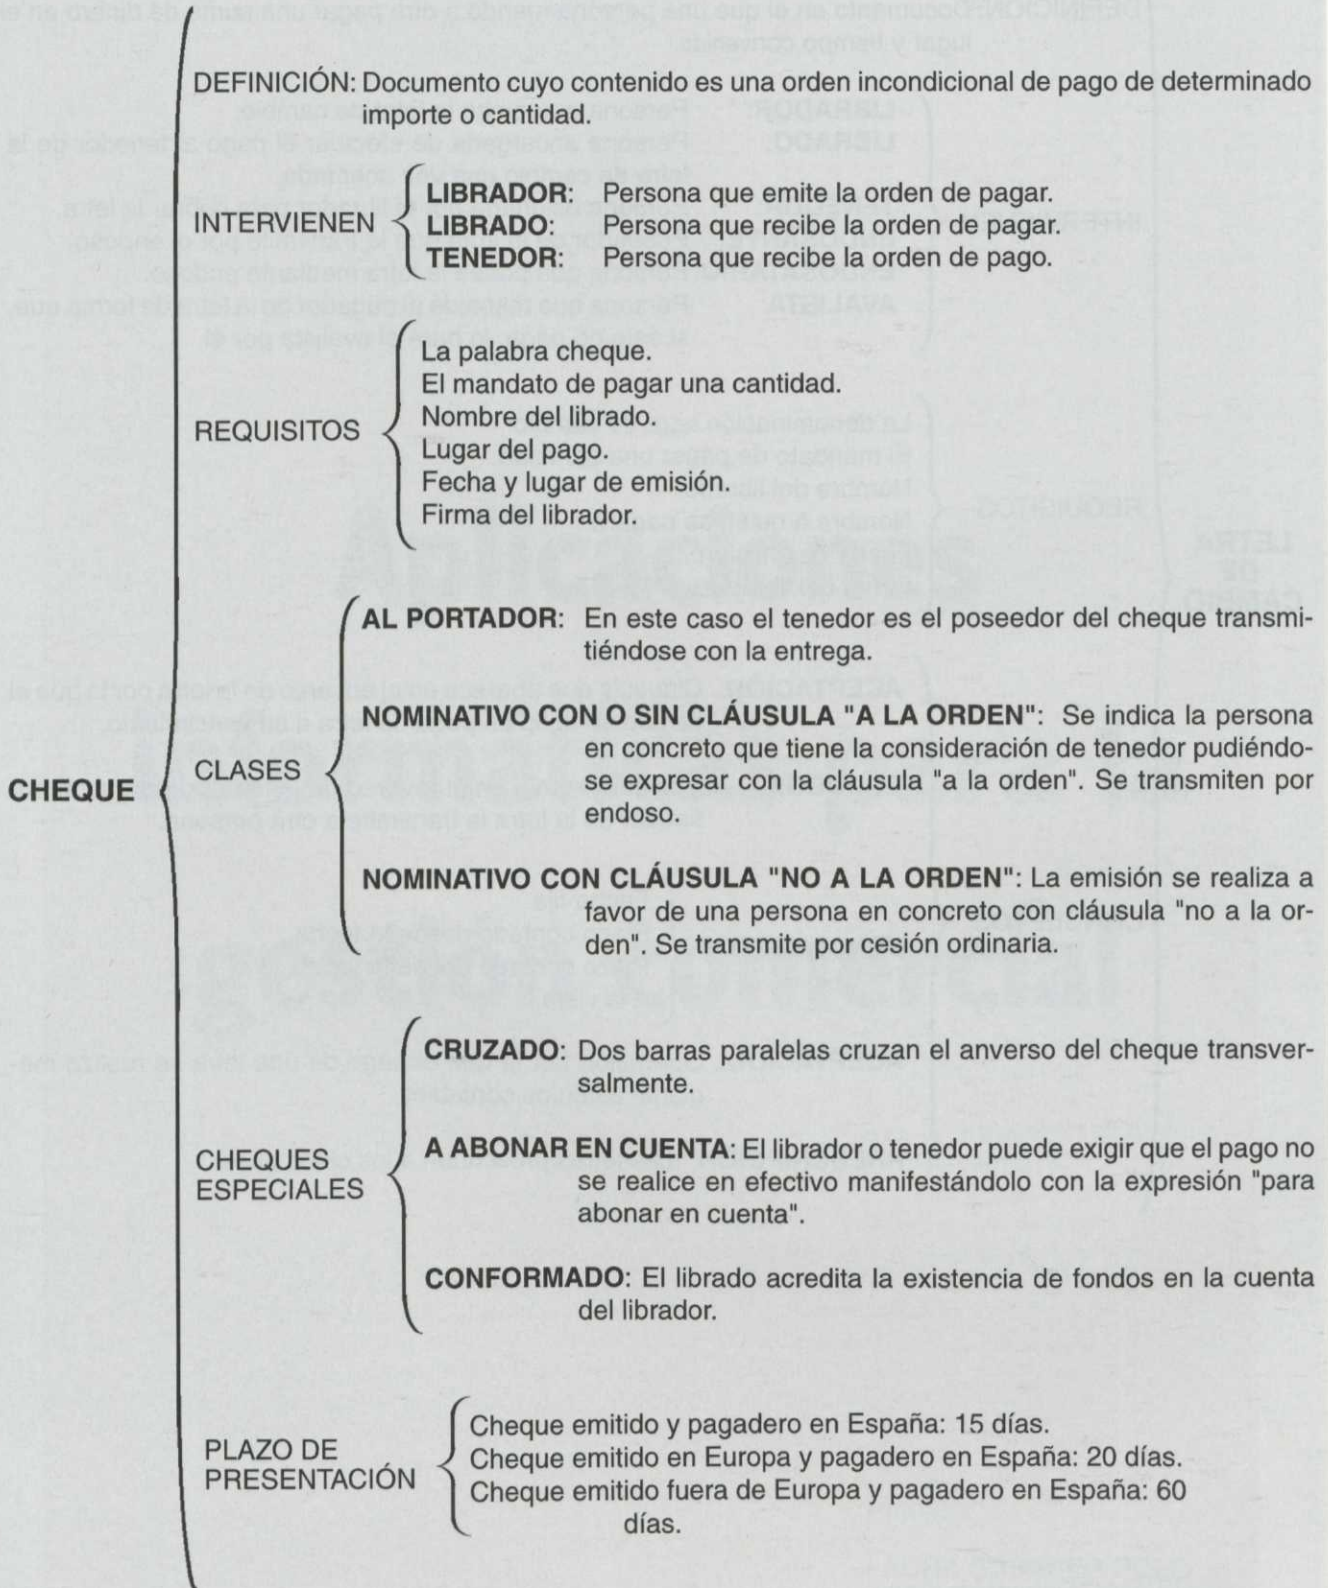 DEFINICIÓN: Documento cuyo contenido es una orden incondicional de pago de determinado
importe o cantidad.
INTERVIENEN
LIBRADOR: Persona que emite la orden de pagar.
LIBRADO: Persona que recibe la orden de pagar.
TENEDOR: Persona que recibe la orden de pago.
REQUISITOS
La palabra cheque.
El mandato de pagar una cantidad.
Nombre del librado.
Lugar del pago.
Fecha y lugar de emisión.
Firma del librador.
CHEQUE
CLASES
AL PORTADOR: En este caso el tenedor es el poseedor del cheque transmi-
tiéndose con la entrega.
NOMINATIVO CON O SIN CLÁUSULA "A LA ORDEN": Se indica la persona
en concreto que tiene la consideración de tenedor pudiéndo-
se expresar con la cláusula "a la orden". Se transmiten por
endoso.
NOMINATIVO CON CLÁUSULA "NO A LA ORDEN": La emisión se realiza a
favor de una persona en concreto con cláusula "no a la or-
den". Se transmite por cesión ordinaria.
CHEQUES
ESPECIALES
CRUZADO: Dos barras paralelas cruzan el anverso del cheque transver-
salmente.
A ABONAR EN CUENTA: El librador o tenedor puede exigir que el pago no
se realice en efectivo manifestándolo con la expresión "para
abonar en cuenta".
CONFORMADO: El librado acredita la existencia de fondos en la cuenta
del librador.
PLAZO DE
PRESENTACIÓN
Cheque emitido y pagadero en España: 15 días.
Cheque emitido en Europa y pagadero en España: 20 días.
Cheque emitido fuera de Europa y pagadero en España: 60
días.